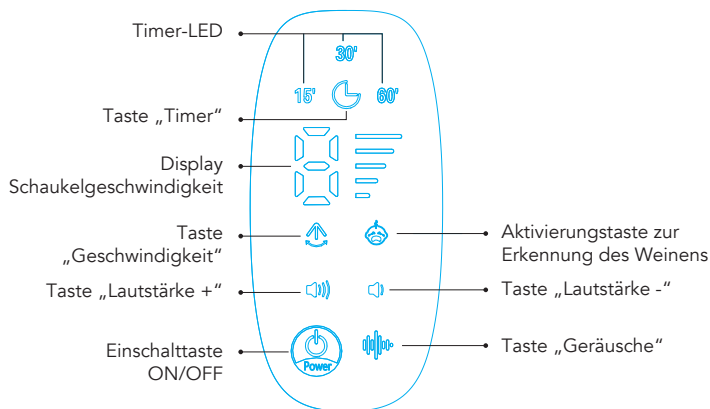 Timer-LED
30'
15'
60'
Taste „Timer“
Display
Schaukelgeschwindigkeit
Taste
„Geschwindigkeit“
Aktivierungstaste zur
Erkennung des Weinens
Taste „Lautstärke +“
Taste „Lautstärke -“
Einschalttaste
ON/OFF
Power
Taste „Geräusche“